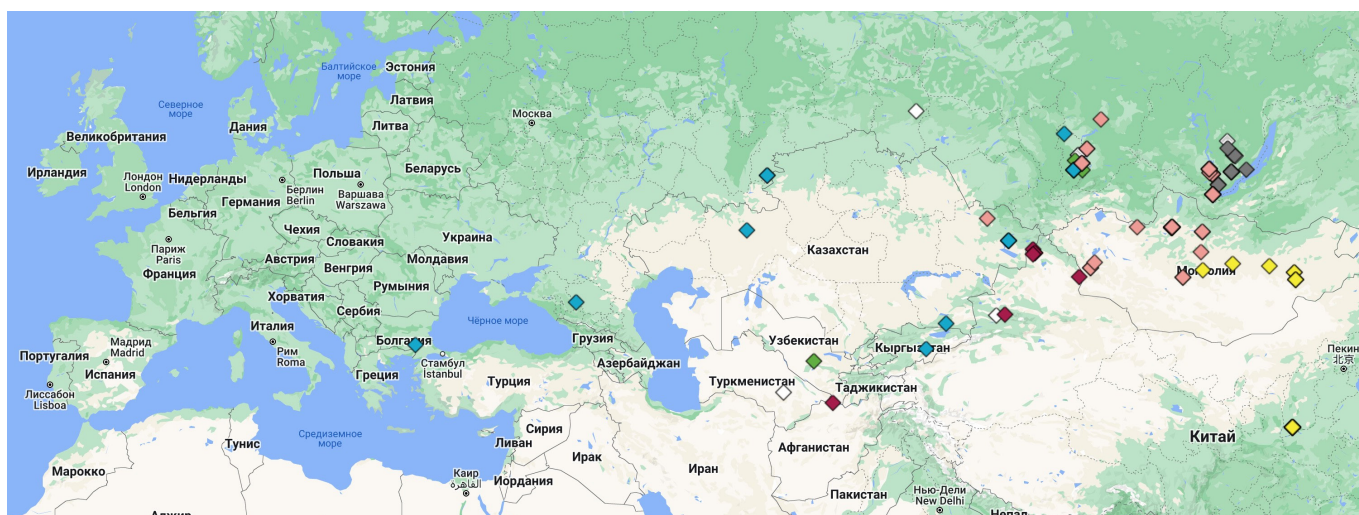 Балтийское
море
Эстония
Северное
море
Латвия
Москва
Дания
Литва
Великобритания
Беларусь
Ирландия
Лондон
London
Нидерланды
Польша
Берлин
Berlin
Варшава
Warszawa
Германия
Бельгия
Париж
Paris
Чехия
Словакия
Украина
Казахстан
Австрия
Молдавия
Франция
Венгрия
Монголия
Румыния
Хорватия
Сербия
Чёрное море
Италия
Грузия
Узбекистан
Кыргызстан
Мадрид
Madrid
Болгария
Пекин
北京
Португалия
Рим
Roma
Стамбул
İstanbul
Азербайджан
Испания
Греция
Турция
Туркменистан
Таджикистан
Лиссабон
Lisboa
Сирия
Средиземное
море
Тунис
Ливан
Ирак
Афганистан
Китай
Марокко
Каир
القاهرة
Иордания
Иран
Пакистан
Нью-Дели
New Delhi